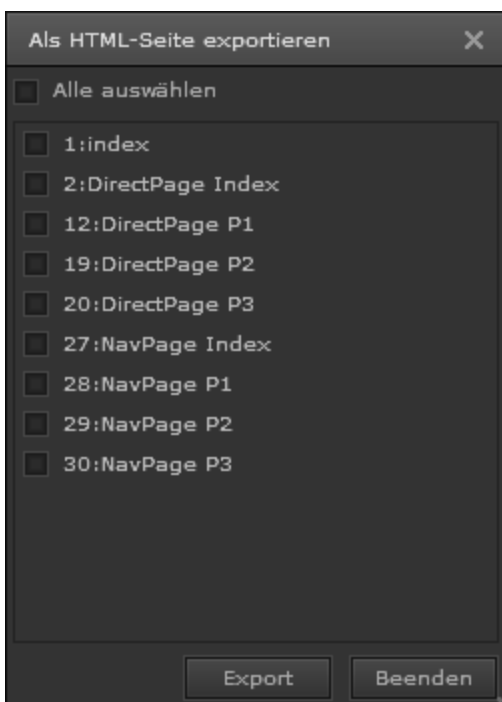 Als HTML-Seite exportieren
Alle auswählen
1:index
2:DirectPage Index
12:DirectPage P1
19:DirectPage P2
20:DirectPage P3
27:NavPage Index
28:NavPage P1
29:NavPage P2
30:NavPage P3
Export Beenden